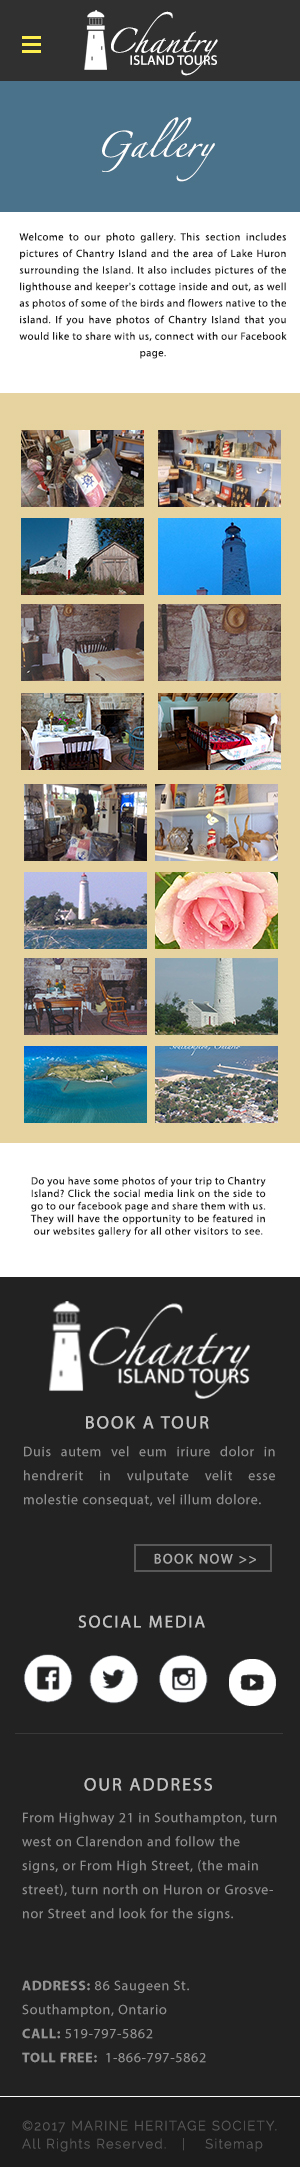 Chantry
ISLAND TOURS
Gallery
Welcome to our photo gallery. This section includes
pictures of Chantry Island and the area of Lake Huron
surrounding the Island. It also includes pictures of the
lighthouse and keeper's cottage inside and out, as well
as photos of some of the birds and flowers native to the
island. If you have photos of Chantry Island that you
would like to share with us, connect with our Facebook
page.
Southampton, Ontario
Do you have some photos of your trip to Chantry
Island? Click the social media link on the side to
go to our facebook page and share them with us.
They will have the opportunity to be featured in
our websites gallery for all other visitors to see.
Chantry
ISLAND TOURS
BOOK A TOUR
Duis autem vel eum iriure dolor in
hendrerit in vulputate velit esse
molestie consequat, vel illum dolore.
BOOK NOW >>
SOCIAL MEDIA
OUR ADDRESS
From Highway 21 in Southampton, turn
west on Clarendon and follow the
signs, or From High Street, (the main
street), turn north on Huron or Grosve-
nor Street and look for the signs.
ADDRESS: 86 Saugeen St.
Southampton, Ontario
CALL: 519-797-5862
TOLL FREE: 1-866-797-5862
©2017 MARINE HERITAGE SOCIETY.
All Rights Reserved. | Sitemap